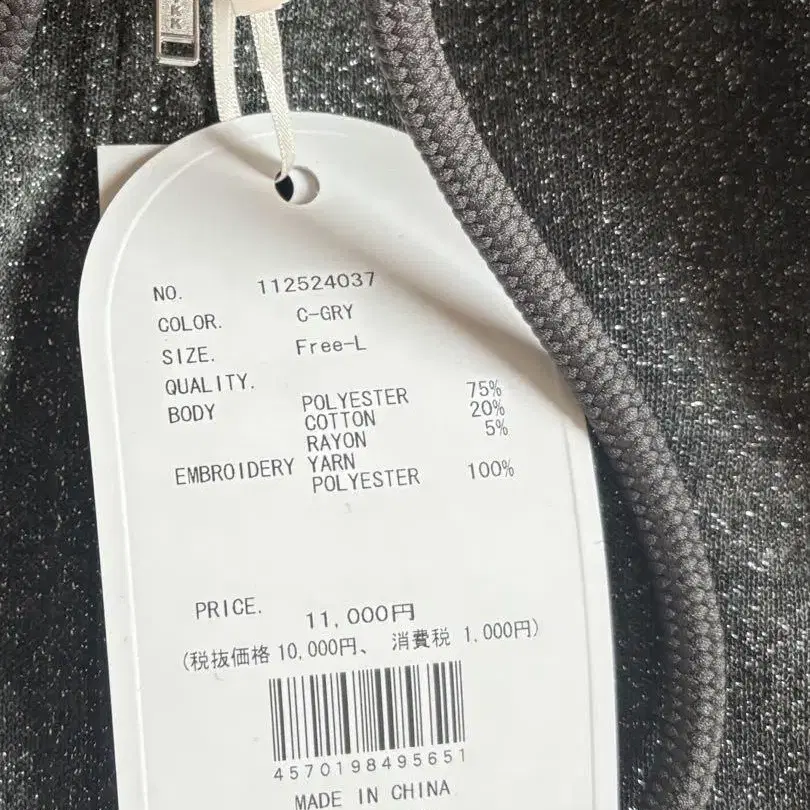 NO. 112524037
COLOR. C-GRY
SIZE. Free-L
QUALITY.
BODY POLYESTER 75%
COTTON 20%
RAYON 5%
EMBROIDERY YARN
POLYESTER 100%
PRICE. 11,000円
(税抜価格 10,000円、 消費税 1,000円)
4570198495651
MADE IN CHINA